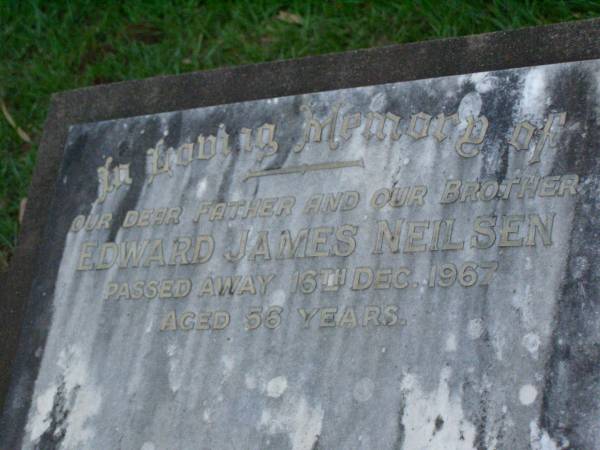 In Loving Memory of
OUR DEAR FATHER AND OUR BROTHER
EDWARD JAMES NEILSEN
PASSED AWAY 16TH DEC. 1967
AGED 56 YEARS.